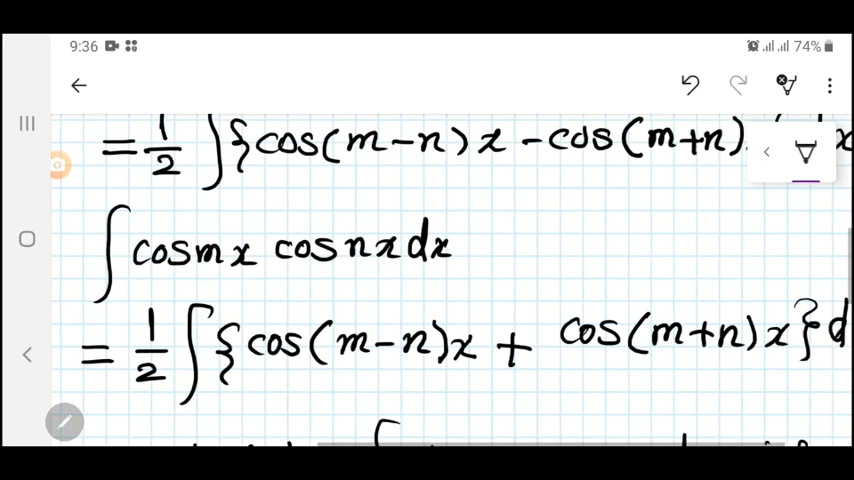 9:36 74%
= 1/2 ∫{cos(m-n)x - cos(m+n)
∫ cosmx cosnx dx
= 1/2 ∫{cos(m-n)x + cos(m+n)x} d